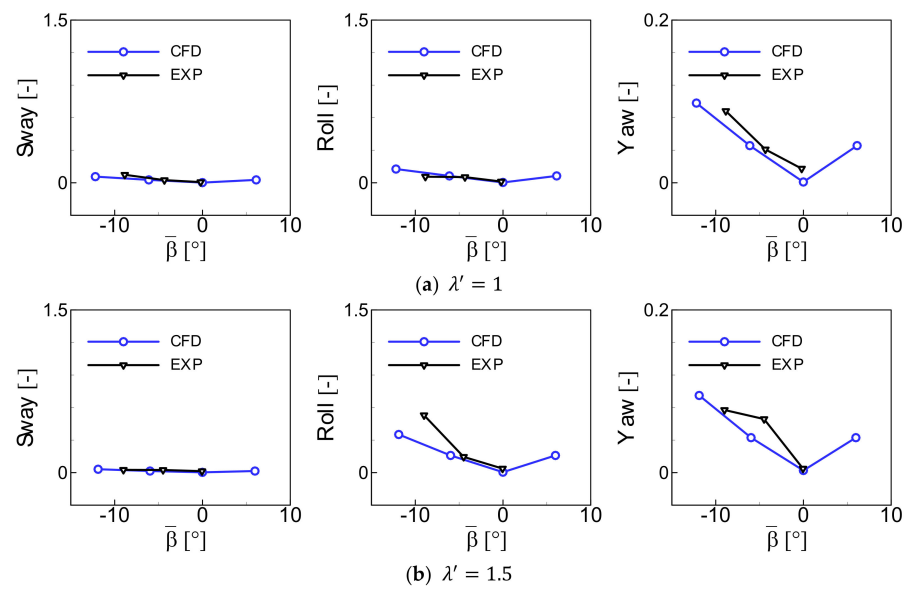 1.5
CFD
EXP
Sway [-]
0
-10 0 10
β̅ [°]
1.5
CFD
EXP
Roll [-]
0
-10 0 10
β̅ [°]
0.2
CFD
EXP
Yaw [-]
0
-10 0 10
β̅ [°]
(a) λ′ = 1
1.5
CFD
EXP
Sway [-]
0
-10 0 10
β̅ [°]
1.5
CFD
EXP
Roll [-]
0
-10 0 10
β̅ [°]
0.2
CFD
EXP
Yaw [-]
0
-10 0 10
β̅ [°]
(b) λ′ = 1.5